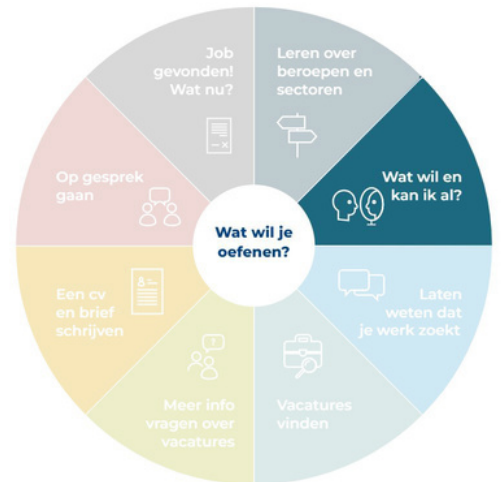 Job
gevonden!
Wat nu?
Leren over
beroepen en
sectoren
Op gesprek
gaan
Wat wil en
kan ik al?
Wat wil je
oefenen?
Een cv
en brief
schrijven
Laten
weten dat
je werk zoekt
Meer info
vragen over
vacatures
Vacatures
vinden